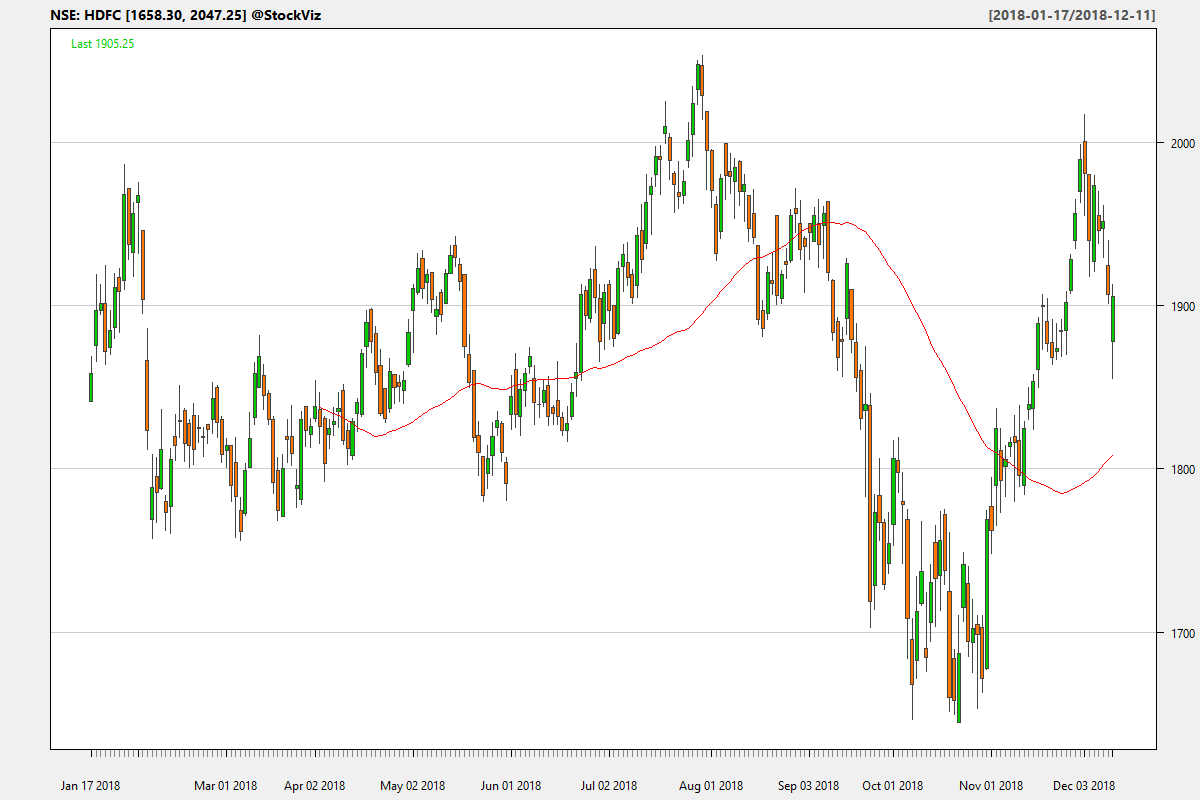 NSE: HDFC [1658.30, 2047.25] @StockViz
[2018-01-17/2018-12-11]
Last 1905.25
2000
1900
1800
1700
Jan 17 2018
Mar 01 2018
Apr 02 2018
May 02 2018
Jun 01 2018
Jul 02 2018
Aug 01 2018
Sep 03 2018
Oct 01 2018
Nov 01 2018
Dec 03 2018